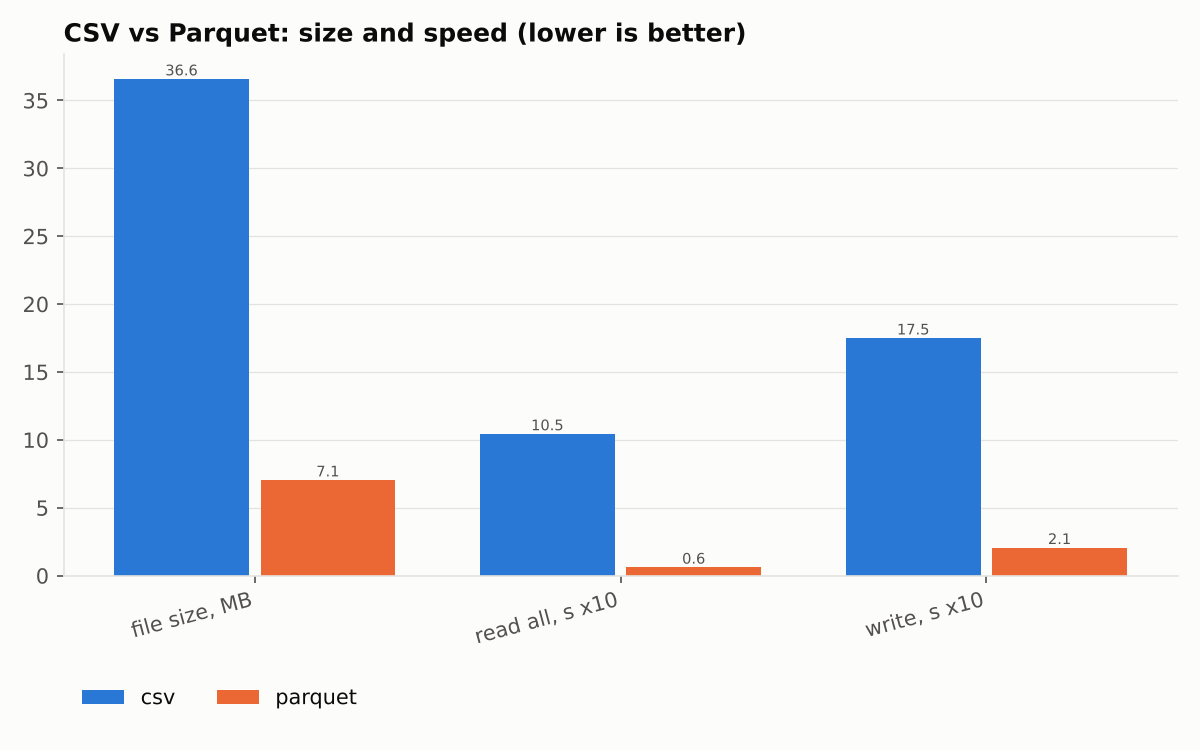 CSV vs Parquet: size and speed (lower is better)
36.6
35
30
25
20
17.5
15
10.5
10
7.1
5
2.1
0.6
0
file size, MB
read all, s x10
write, s x10
csv
parquet